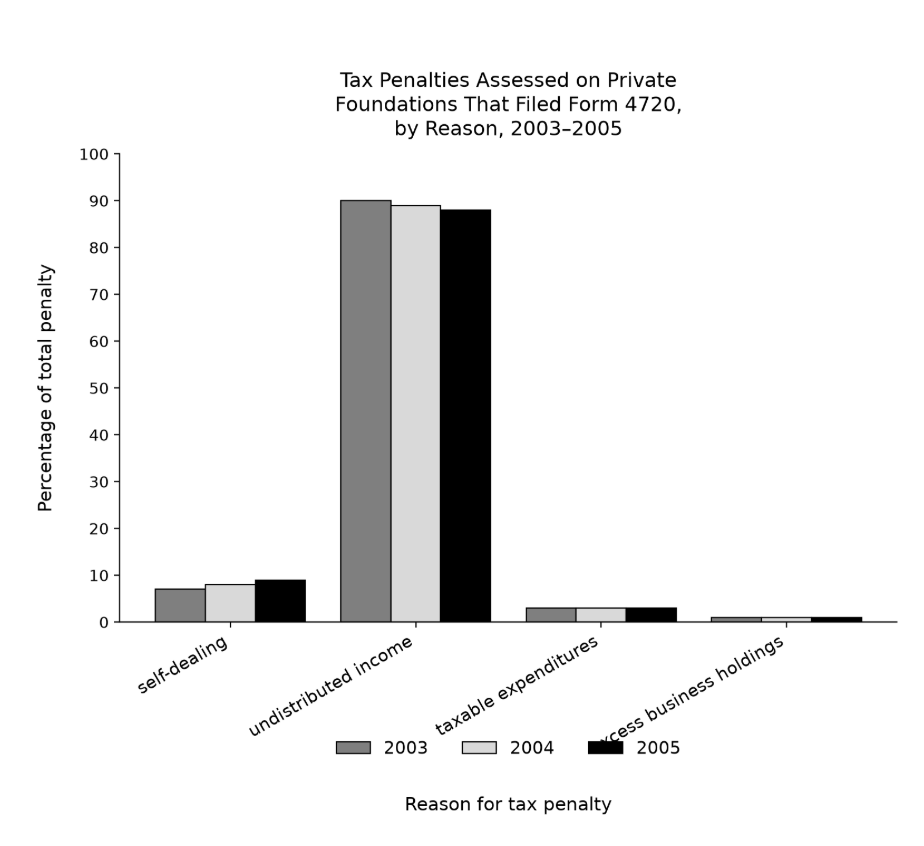 Tax Penalties Assessed on Private
Foundations That Filed Form 4720,
by Reason, 2003–2005
Percentage of total penalty
100
90
80
70
60
50
40
30
20
10
0
self-dealing
undistributed income
taxable expenditures
business holdings
2003
2004
2005
Reason for tax penalty